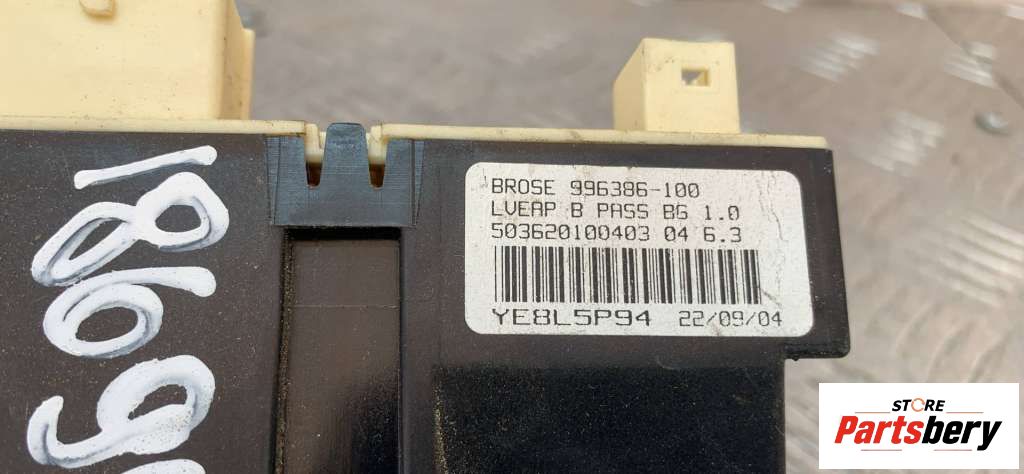 BROSE 996386-100
LVEAP B PASS BG 1.0
503620100403 04 6.3
YE8L5P94 22/09/04
STORE
Partsbery